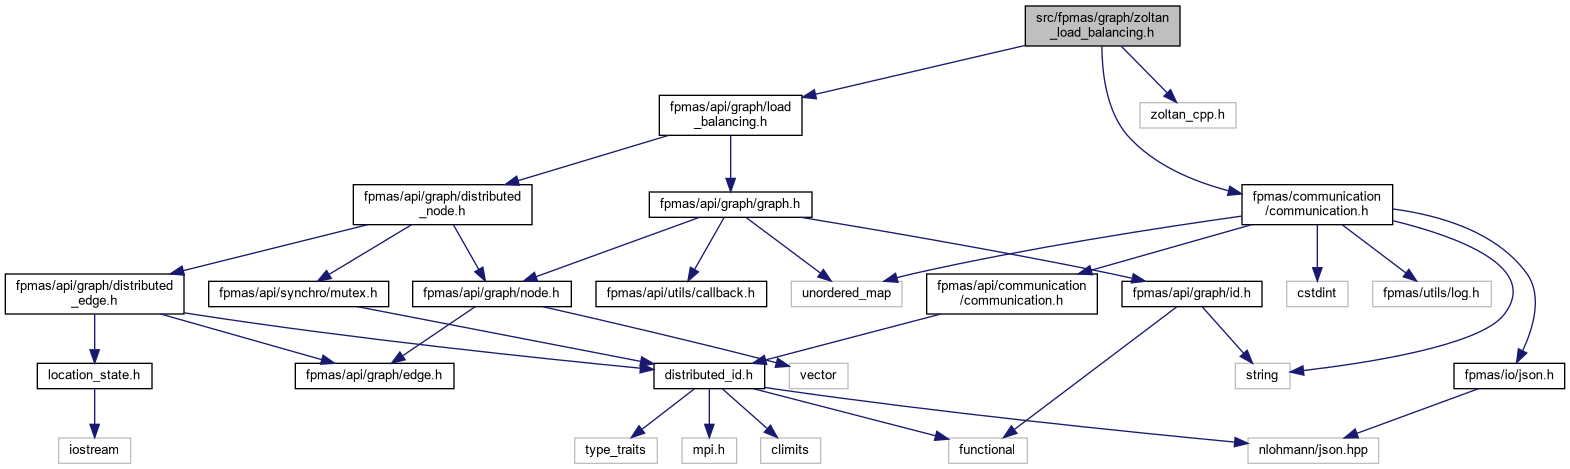 src/fpmas/graph/zoltan
_load_balancing.h
fpmas/api/graph/load
_balancing.h
zoltan_cpp.h
fpmas/api/graph/distributed
_node.h
fpmas/api/graph/graph.h
fpmas/communication
/communication.h
fpmas/api/graph/distributed
_edge.h
fpmas/api/synchro/mutex.h
fpmas/api/graph/node.h
fpmas/api/utils/callback.h
unordered_map
fpmas/api/communication
/communication.h
fpmas/api/graph/id.h
cstdint
fpmas/utils/log.h
location_state.h
fpmas/api/graph/edge.h
distributed_id.h
vector
string
fpmas/io/json.h
iostream
type_traits
mpi.h
climits
functional
nlohmann/json.hpp